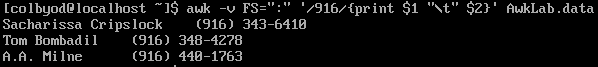 [colbyod@localhost ~]$ awk -v FS=":" '/916/{print $1 "\t" $2}' AwkLab.data
Sacharissa Cripslock    (916) 343-6410
Tom Bombadil    (916) 348-4278
A.A. Milne      (916) 440-1763